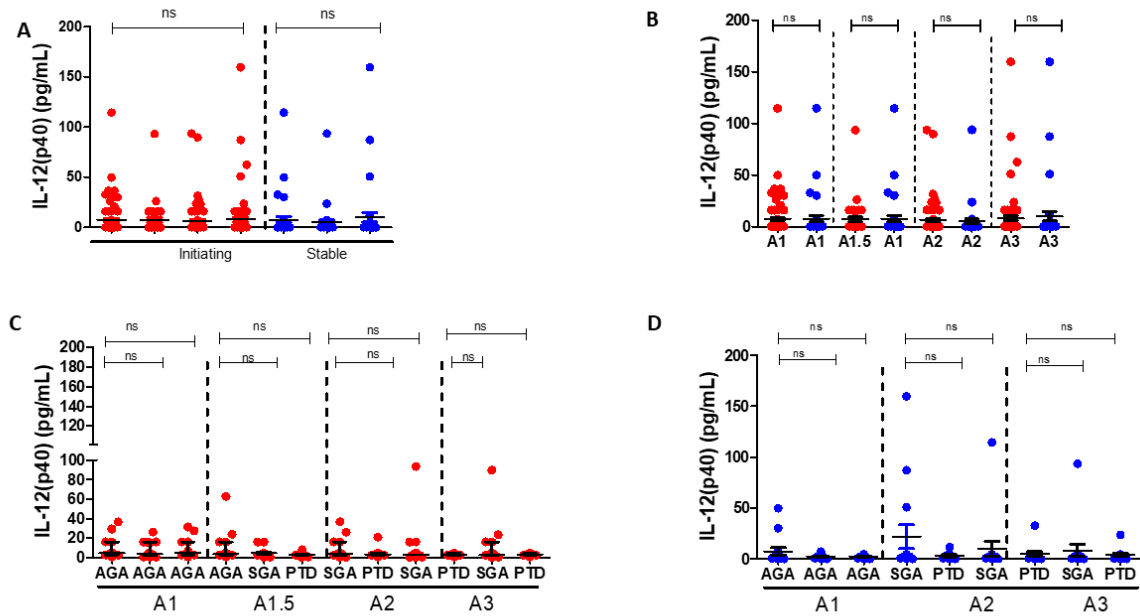 A
ns
ns
IL-12(p40) (pg/mL)
200
150
100
50
0
Initiating
Stable
B
ns
ns
ns
ns
IL-12(p40) (pg/mL)
200
150
100
50
0
A1 A1 A1.5 A1 A2 A2 A3 A3
C
ns
ns
ns
ns
ns
ns
ns
ns
IL-12(p40) (pg/mL)
200
180
160
140
120
100
80
60
40
20
0
AGA AGA AGA AGA SGA PTD SGA PTD SGA PTD SGA PTD
A1 A1.5 A2 A3
D
ns
ns
ns
ns
ns
ns
IL-12(p40) (pg/mL)
200
150
100
50
0
AGA AGA AGA SGA PTD SGA PTD SGA PTD
A1 A2 A3